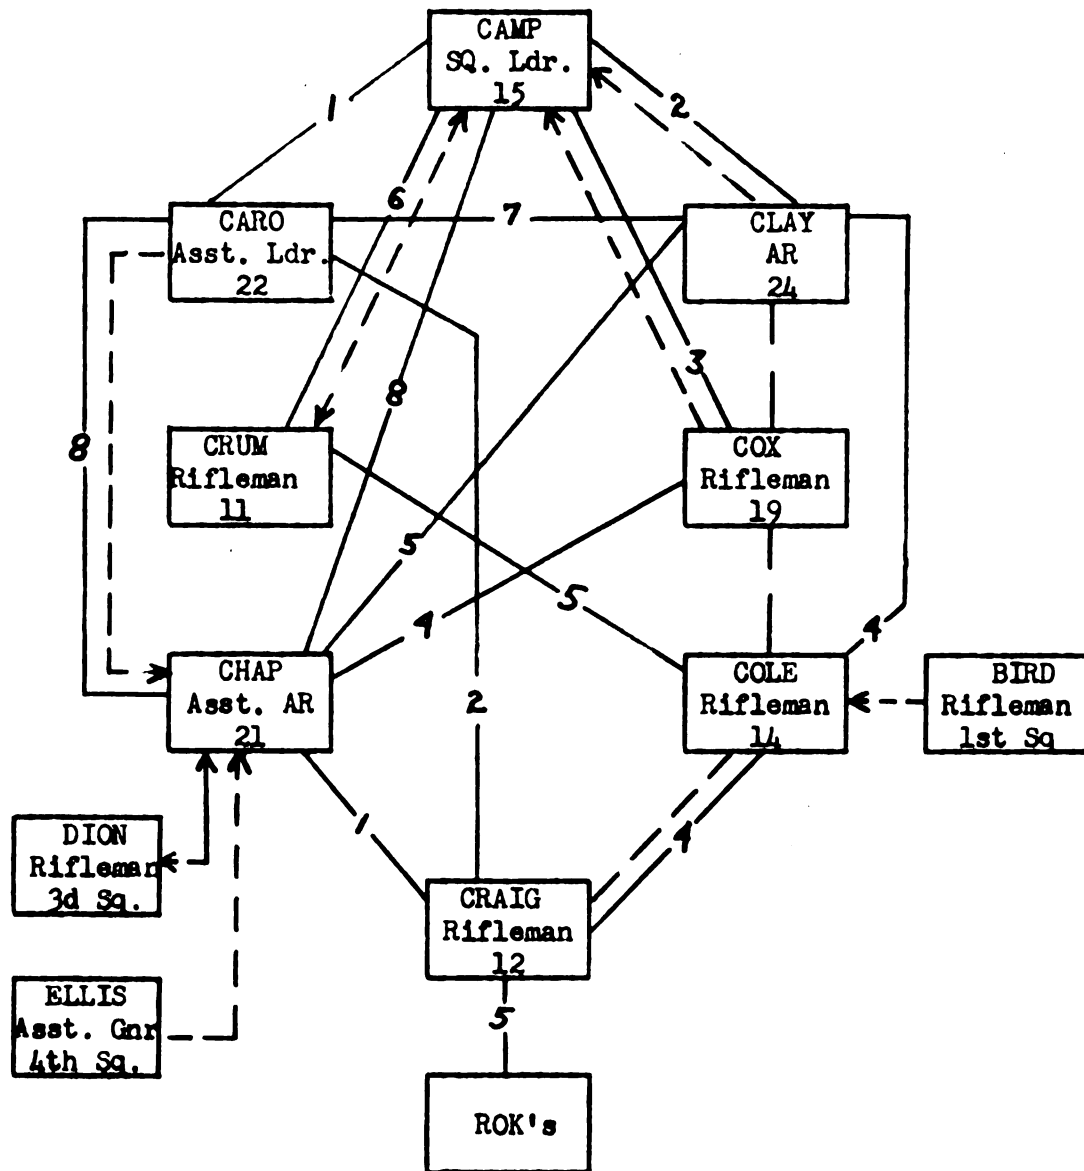 CAMP
SQ. Ldr.
15
1
2
6
CARO
Asst. Ldr.
22
7
CLAY
AR
24
3
8
8
CRUM
Rifleman
11
COX
Rifleman
19
5
5
4
4
CHAP
Asst. AR
21
2
COLE
Rifleman
14
BIRD
Rifleman
1st Sq
1
4
DION
Rifleman
3d Sq.
CRAIG
Rifleman
12
ELLIS
Asst. Gnr
4th Sq.
5
ROK's